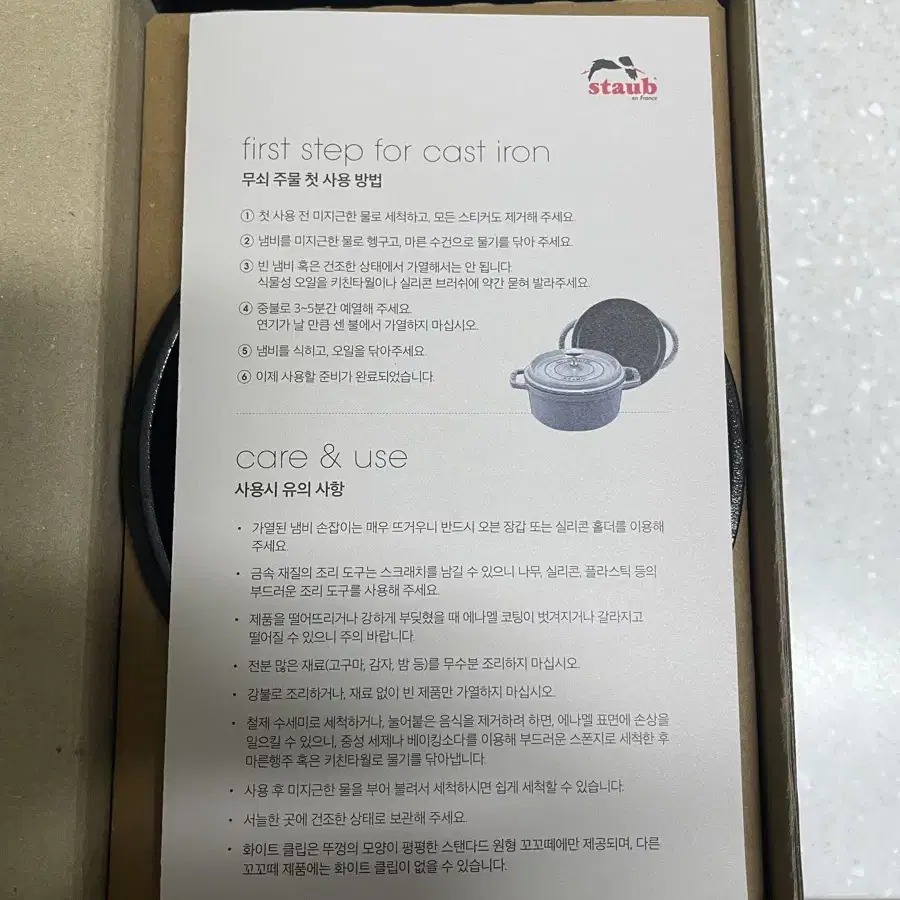 staub
en France
first step for cast iron
무쇠 주물 첫 사용 방법
① 첫 사용 전 미지근한 물로 세척하고, 모든 스티커도 제거해 주세요.
② 냄비를 미지근한 물로 헹구고, 마른 수건으로 물기를 닦아 주세요.
③ 빈 냄비 혹은 건조한 상태에서 가열해서는 안 됩니다.
식물성 오일을 키친타월이나 실리콘 브러쉬에 약간 묻혀 발라주세요.
④ 중불로 3~5분간 예열해 주세요.
연기가 날 만큼 센 불에서 가열하지 마십시오.
⑤ 냄비를 식히고, 오일을 닦아주세요.
⑥ 이제 사용할 준비가 완료되었습니다.
care & use
사용시 유의 사항
• 가열된 냄비 손잡이는 매우 뜨거우니 반드시 오븐 장갑 또는 실리콘 홀더를 이용해
주세요.
• 금속 재질의 조리 도구는 스크래치를 남길 수 있으니 나무, 실리콘, 플라스틱 등의
부드러운 조리 도구를 사용해 주세요.
• 제품을 떨어뜨리거나 강하게 부딪혔을 때 에나멜 코팅이 벗겨지거나 갈라지고
떨어질 수 있으니 주의 바랍니다.
• 전분 많은 재료(고구마, 감자, 밤 등)를 무수분 조리하지 마십시오.
• 강불로 조리하거나, 재료 없이 빈 제품만 가열하지 마십시오.
• 철제 수세미로 세척하거나, 눌어붙은 음식을 제거하려 하면, 에나멜 표면에 손상을
일으킬 수 있으니, 중성 세제나 베이킹소다를 이용해 부드러운 스폰지로 세척한 후
마른행주 혹은 키친타월로 물기를 닦아냅니다.
• 사용 후 미지근한 물을 부어 불려서 세척하시면 쉽게 세척할 수 있습니다.
• 서늘한 곳에 건조한 상태로 보관해 주세요.
• 화이트 클립은 뚜껑의 모양이 평평한 스탠다드 원형 꼬꼬떼에만 제공되며, 다른
꼬꼬떼 제품에는 화이트 클립이 없을 수 있습니다.